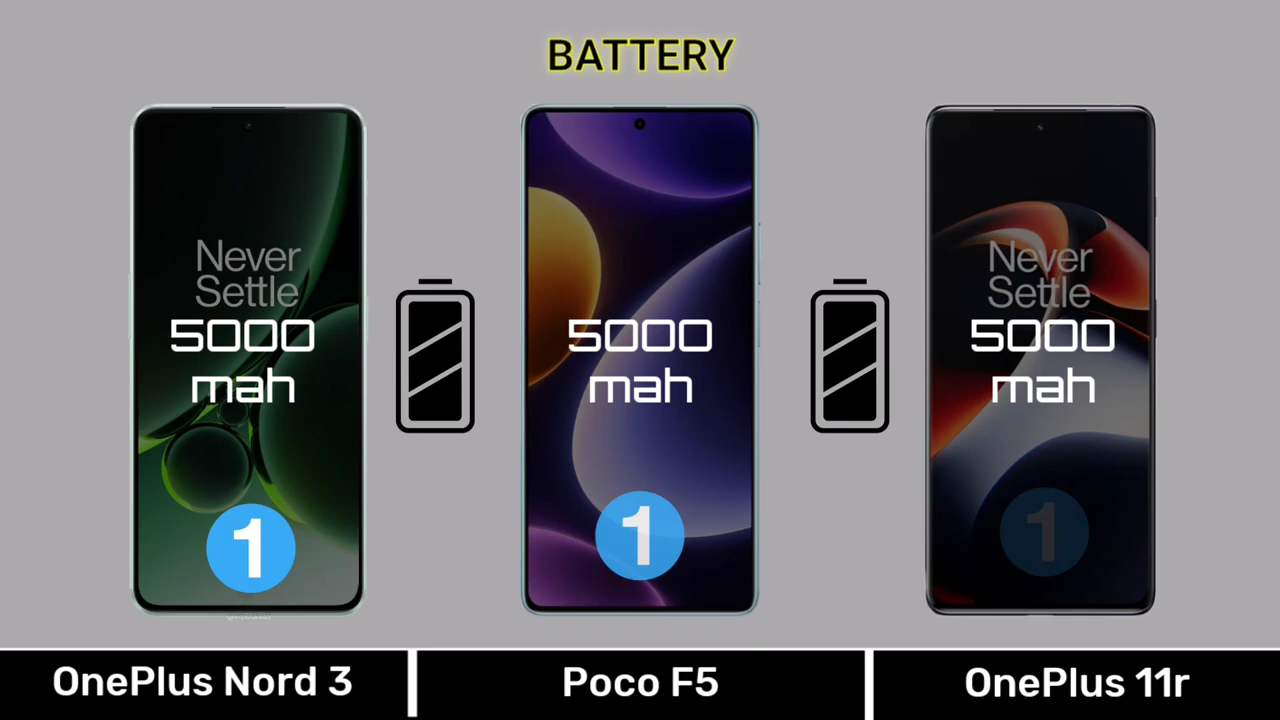 BATTERY
Never
Settle
5000
mah
1
5000
mah
1
Never
Settle
5000
mah
1
OnePlus Nord 3
Poco F5
OnePlus 11r